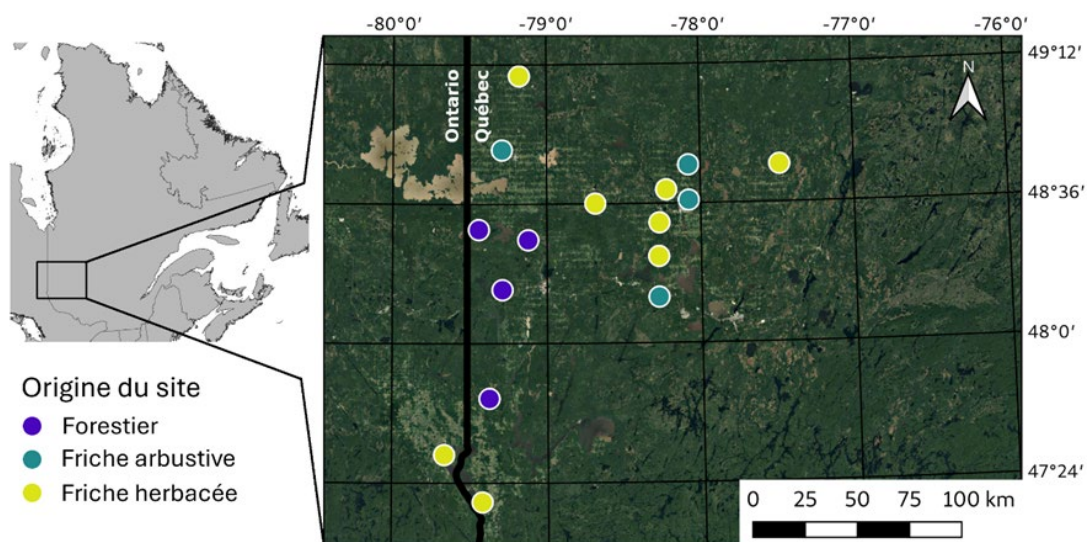 -80°0′ -79°0′ -78°0′ -77°0′ -76°0′
49°12′
N
Ontario
Québec
48°36′
48°0′
47°24′
Origine du site
Forestier
Friche arbustive
Friche herbacée
0 25 50 75 100 km